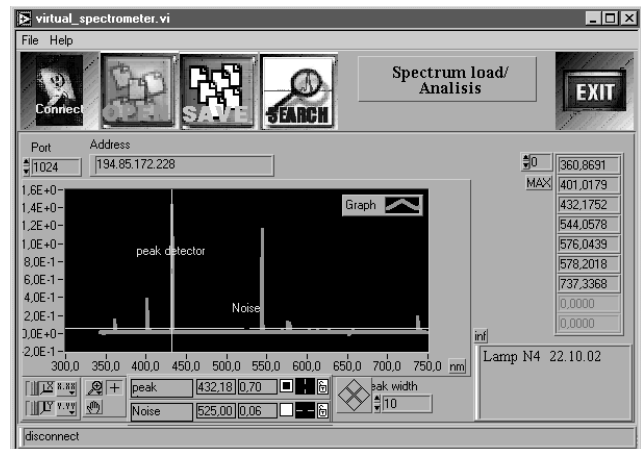 virtual_spectrometer.vi
File Help
Connect
OPEN
SAVE
SEARCH
Spectrum load/
Analisis
EXIT
Port
Address
1024
194.85.172.228
0
MAX
360,8691
401,0179
432,1752
544,0578
576,0439
578,2018
737,3368
0,0000
0,0000
Graph
1,6E+0
1,4E+0
1,2E+0
1,0E+0
8,0E-1
6,0E-1
4,0E-1
2,0E-1
0,0E+0
-2,0E-1
peak detector
Noise
300,0 350,0 400,0 450,0 500,0 550,0 600,0 650,0 700,0 750,0 nm
inf
Lamp N4 22.10.02
X x.xx
Y y.yy
peak 432,18 0,70
Noise 525,00 0,06
eak width
10
disconnect